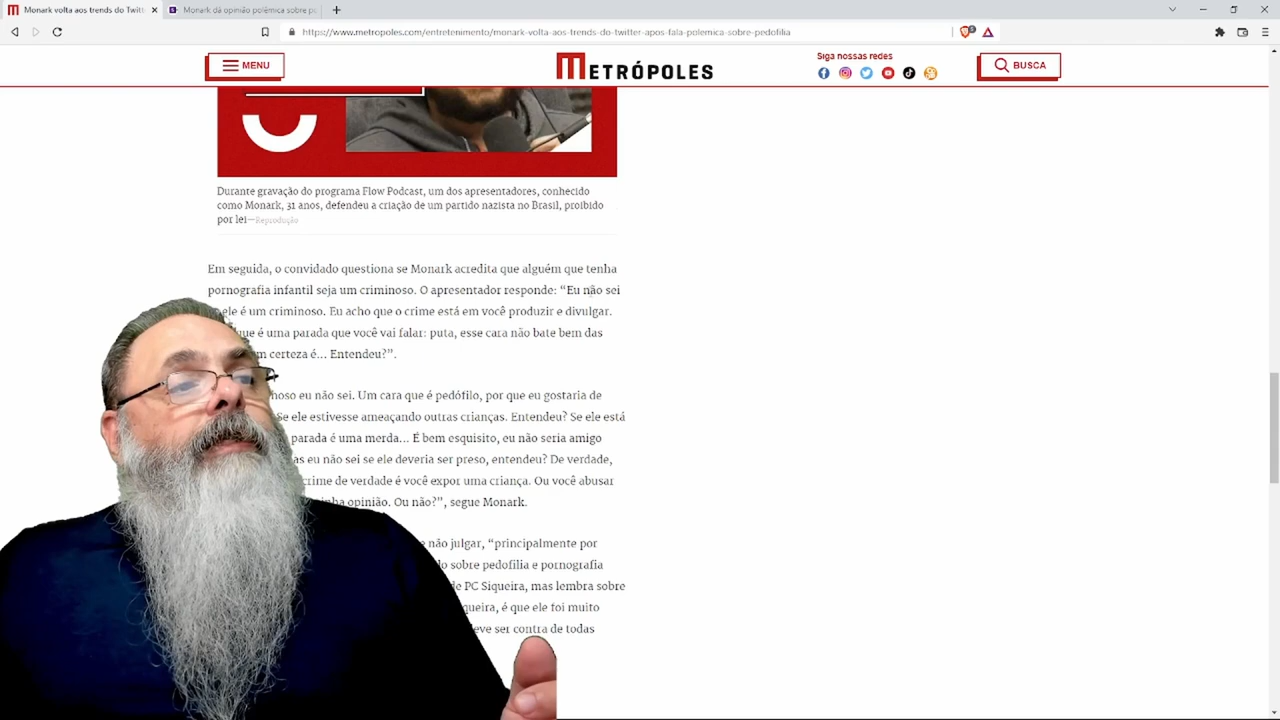 Monark volta aos trends do Twitt
Monark dá opinião polêmica sobre p
https://www.metropoles.com/entretenimento/monark-volta-aos-trends-do-twitter-apos-fala-polemica-sobre-pedofilia
MENU
METRÓPOLES
Siga nossas redes
BUSCA
Durante gravação do programa Flow Podcast, um dos apresentadores, conhecido
como Monark, 31 anos, defendeu a criação de um partido nazista no Brasil, proibido
por lei—Reprodução
Em seguida, o convidado questiona se Monark acredita que alguém que tenha
pornografia infantil seja um criminoso. O apresentador responde: “Eu não sei
ele é um criminoso. Eu acho que o crime está em você produzir e divulgar.
que é uma parada que você vai falar: puta, esse cara não bate bem das
certeza é... Entendeu?”.
eu não sei. Um cara que é pedófilo, por que eu gostaria de
Se ele estivesse ameaçando outras crianças. Entendeu? Se ele está
parada é uma merda... É bem esquisito, eu não seria amigo
eu não sei se ele deveria ser preso, entendeu? De verdade,
crime de verdade é você expor uma criança. Ou você abusar
opinião. Ou não?”, segue Monark.
não julgar, “principalmente por
sobre pedofilia e pornografia
de PC Siqueira, mas lembra sobre
é que ele foi muito
ser contra de todas